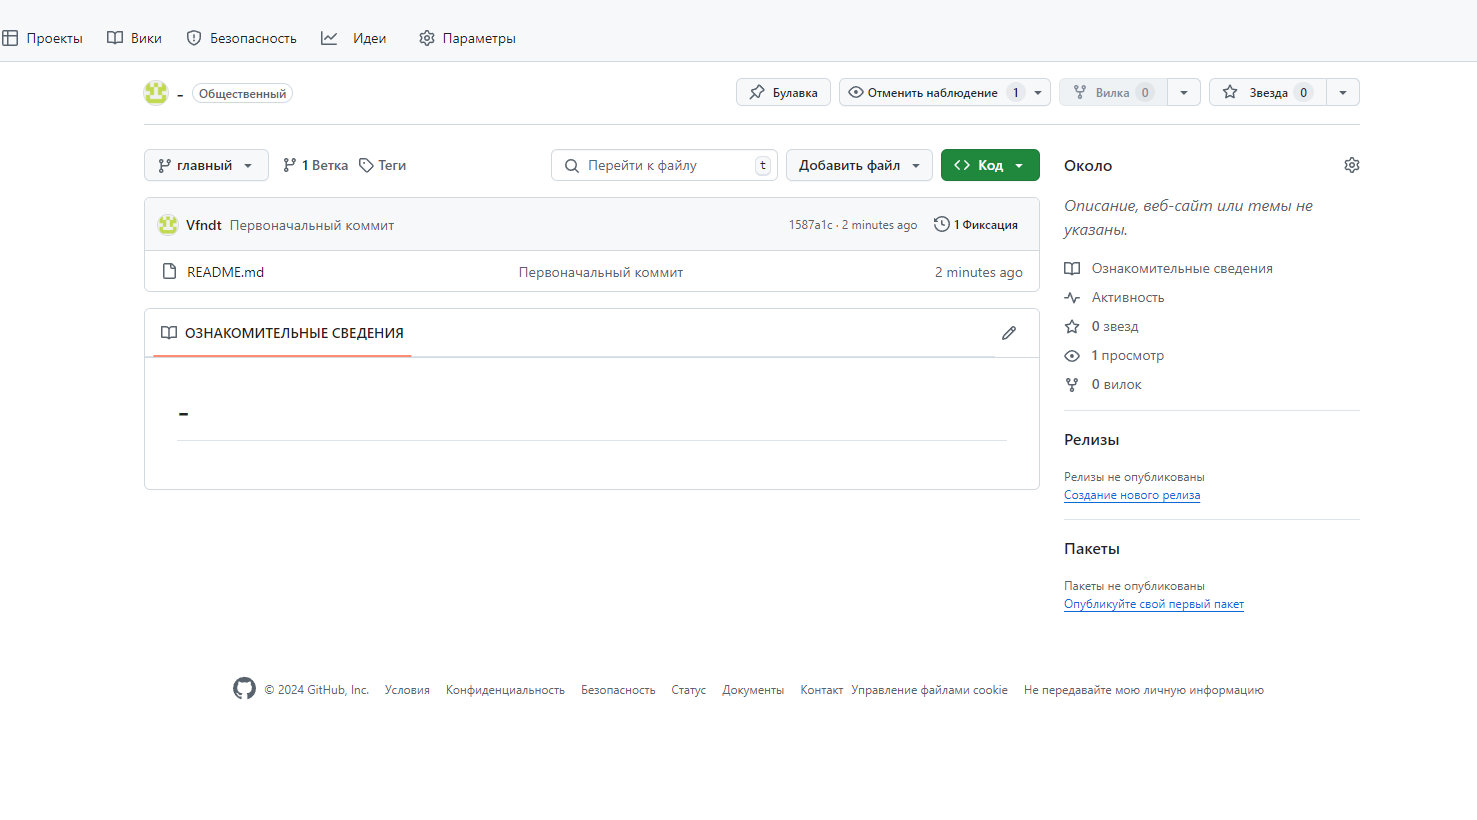 Проекты Вики Безопасность Идеи Параметры
- Общественный Булавка Отменить наблюдение 1 Вилка 0 Звезда 0
главный 1 Ветка Теги Перейти к файлу t Добавить файл Код
Vfndt Первоначальный коммит 1587a1c · 2 minutes ago 1 Фиксация
README.md Первоначальный коммит 2 minutes ago
ОЗНАКОМИТЕЛЬНЫЕ СВЕДЕНИЯ
-
Около
Описание, веб-сайт или темы не
указаны.
Ознакомительные сведения
Активность
0 звезд
1 просмотр
0 вилок
Релизы
Релизы не опубликованы
Создание нового релиза
Пакеты
Пакеты не опубликованы
Опубликуйте свой первый пакет
© 2024 GitHub, Inc. Условия Конфиденциальность Безопасность Статус Документы Контакт Управление файлами cookie Не передавайте мою личную информацию